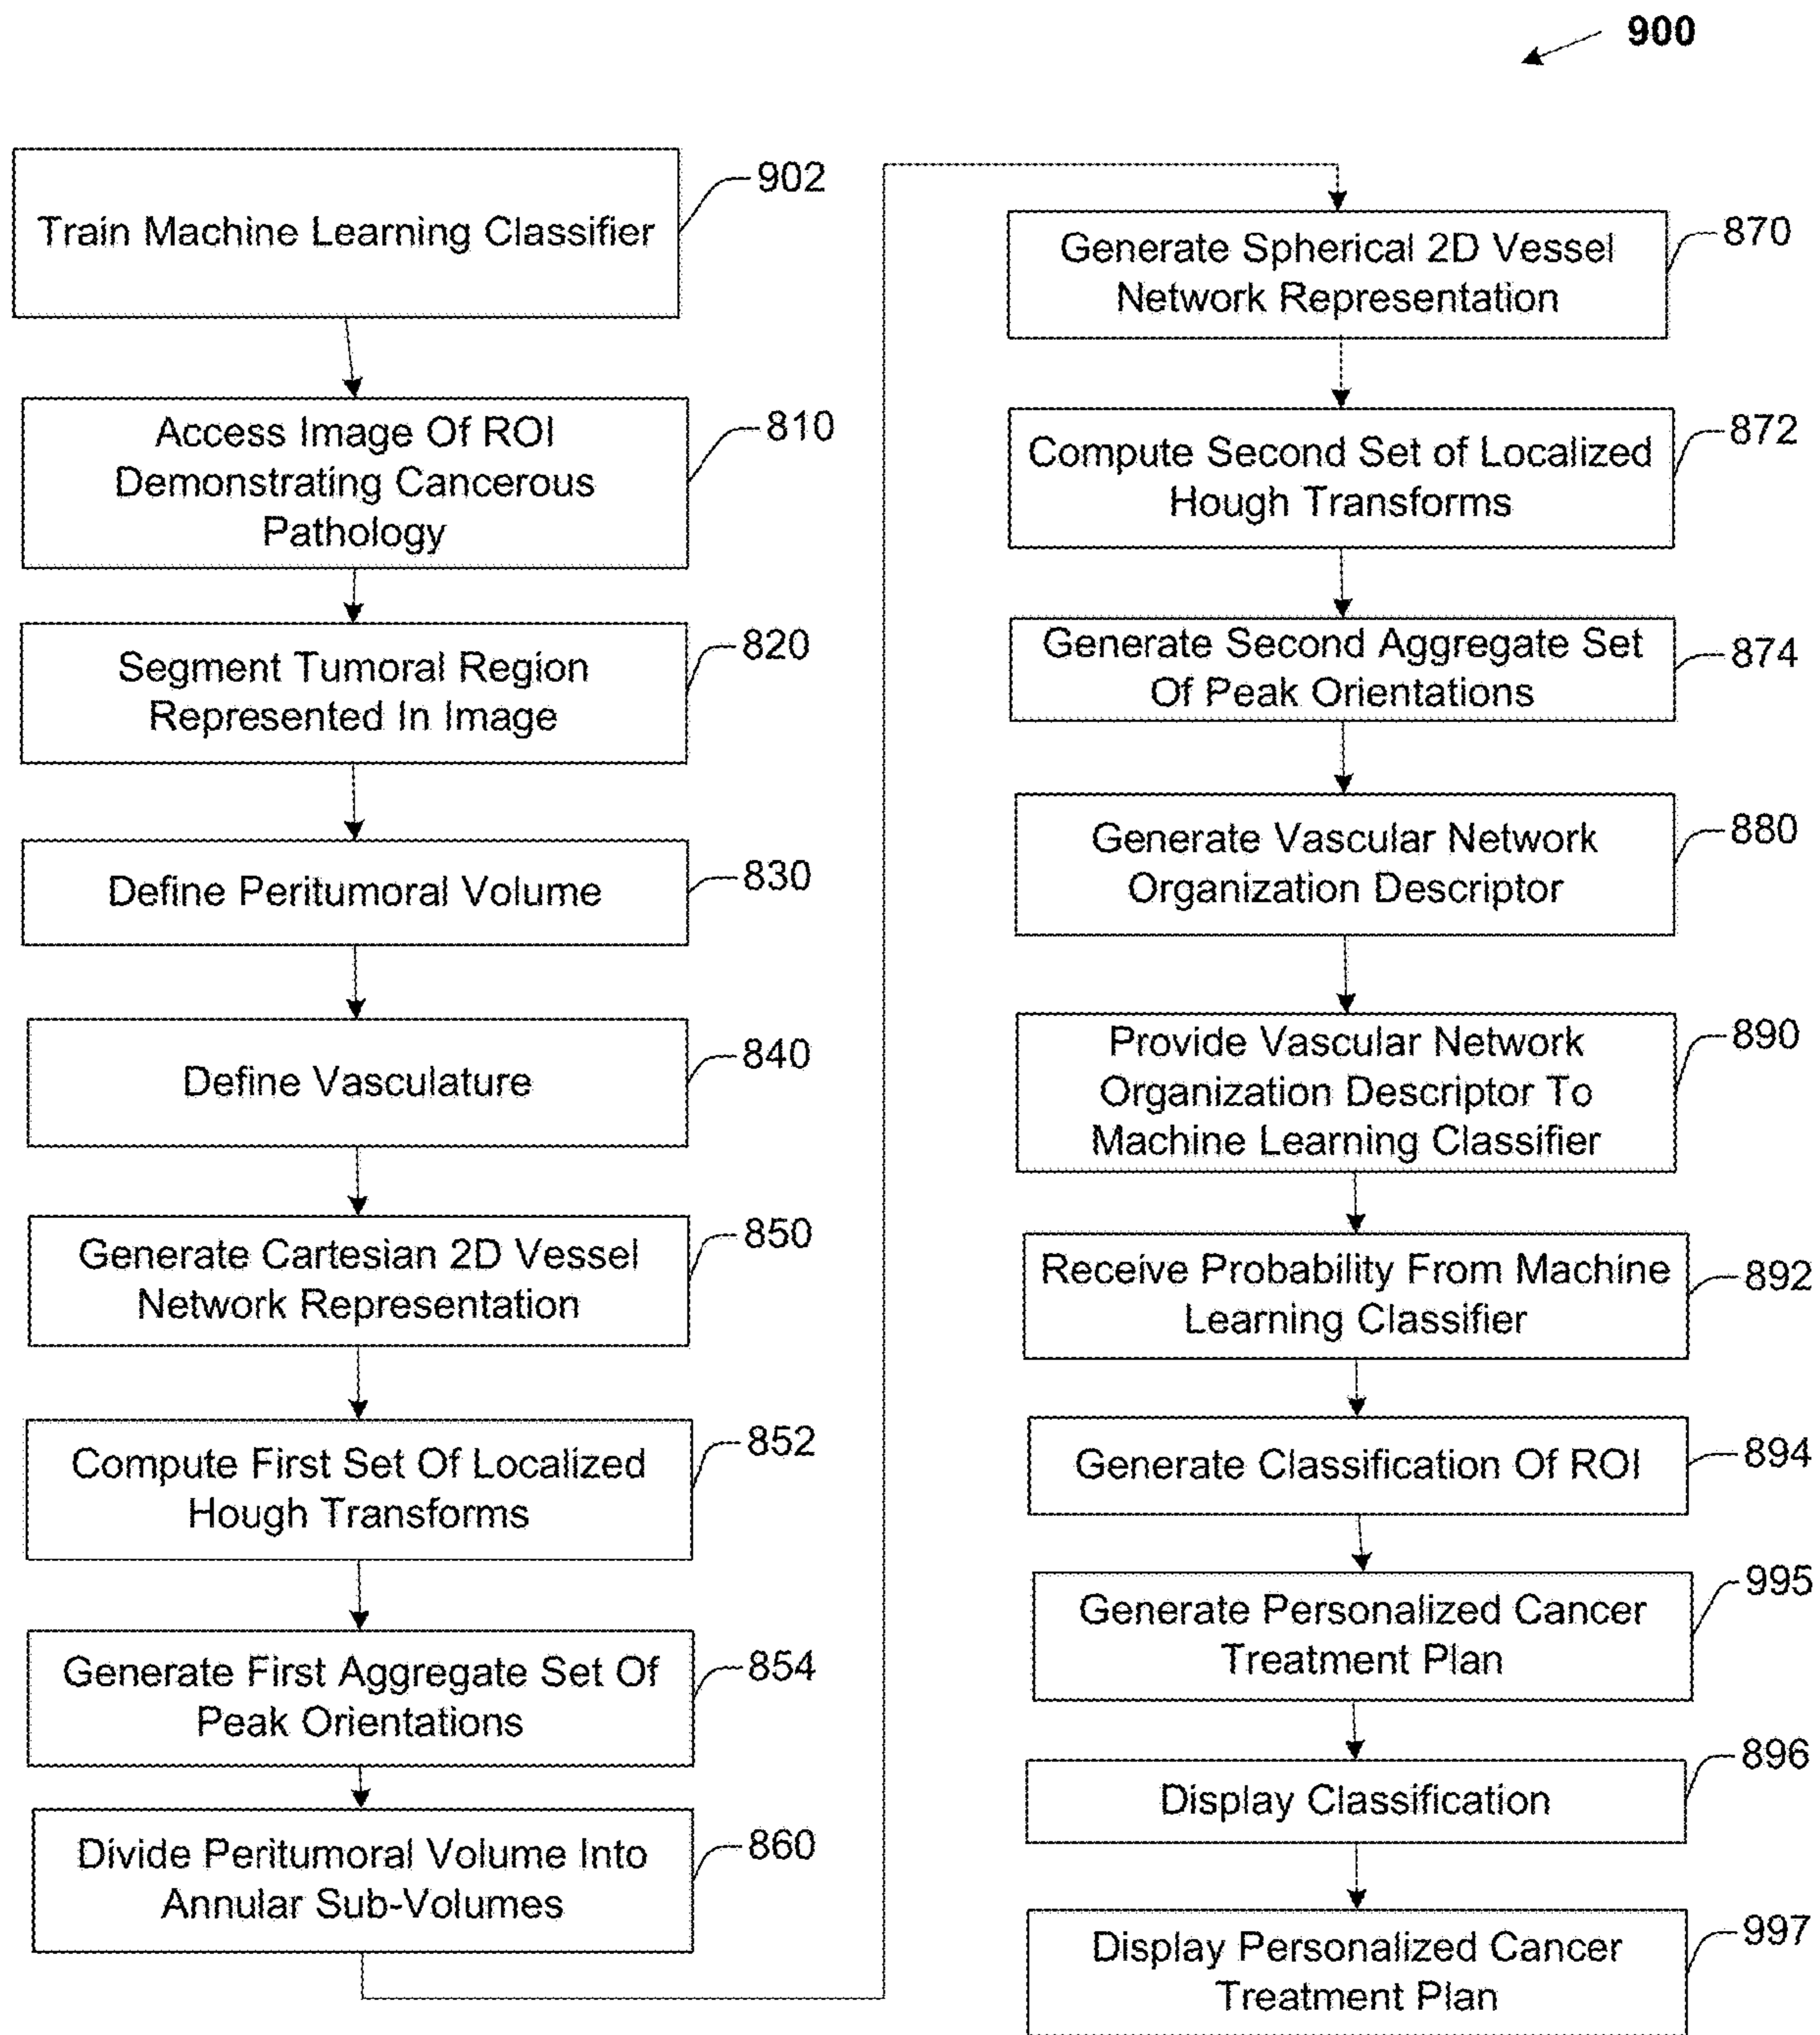 900
Train Machine Learning Classifier
902
Access Image Of ROI
Demonstrating Cancerous
Pathology
810
Segment Tumoral Region
Represented In Image
820
Define Peritumoral Volume
830
Define Vasculature
840
Generate Cartesian 2D Vessel
Network Representation
850
Compute First Set Of Localized
Hough Transforms
852
Generate First Aggregate Set Of
Peak Orientations
854
Divide Peritumoral Volume Into
Annular Sub-Volumes
860
Generate Spherical 2D Vessel
Network Representation
870
Compute Second Set of Localized
Hough Transforms
872
Generate Second Aggregate Set
Of Peak Orientations
874
Generate Vascular Network
Organization Descriptor
880
Provide Vascular Network
Organization Descriptor To
Machine Learning Classifier
890
Receive Probability From Machine
Learning Classifier
892
Generate Classification Of ROI
894
Generate Personalized Cancer
Treatment Plan
995
Display Classification
896
Display Personalized Cancer
Treatment Plan
997